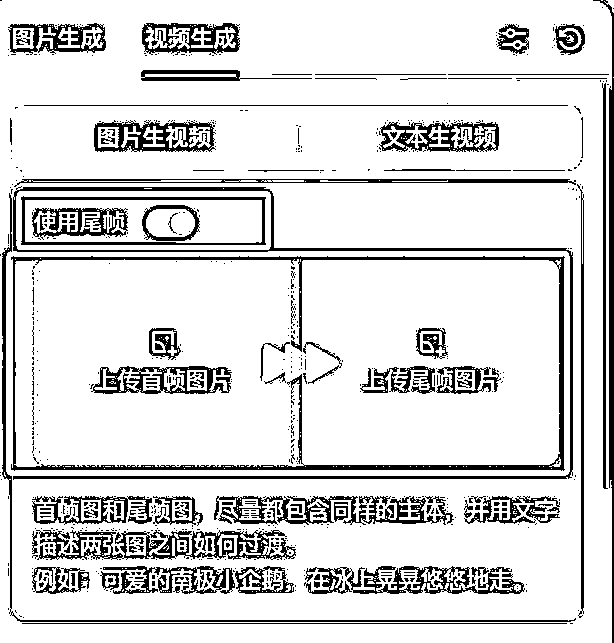 图片生成 视频生成
图片生视频 文本生视频
使用尾帧
上传首帧图片 上传尾帧图片
首帧图和尾帧图，尽量都包含同样的主体，并用文字
描述两张图之间如何过渡。
例如：可爱的南极小企鹅，在冰上晃晃悠悠地走。